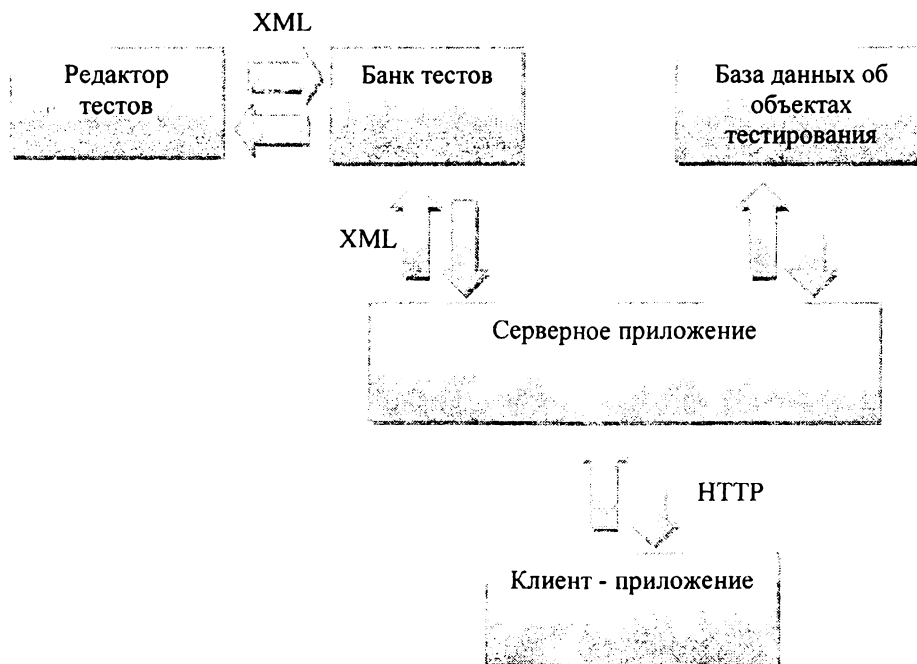 XML
Редактор
тестов
Банк тестов
База данных об
объектах
тестирования
XML
Серверное приложение
HTTP
Клиент - приложение